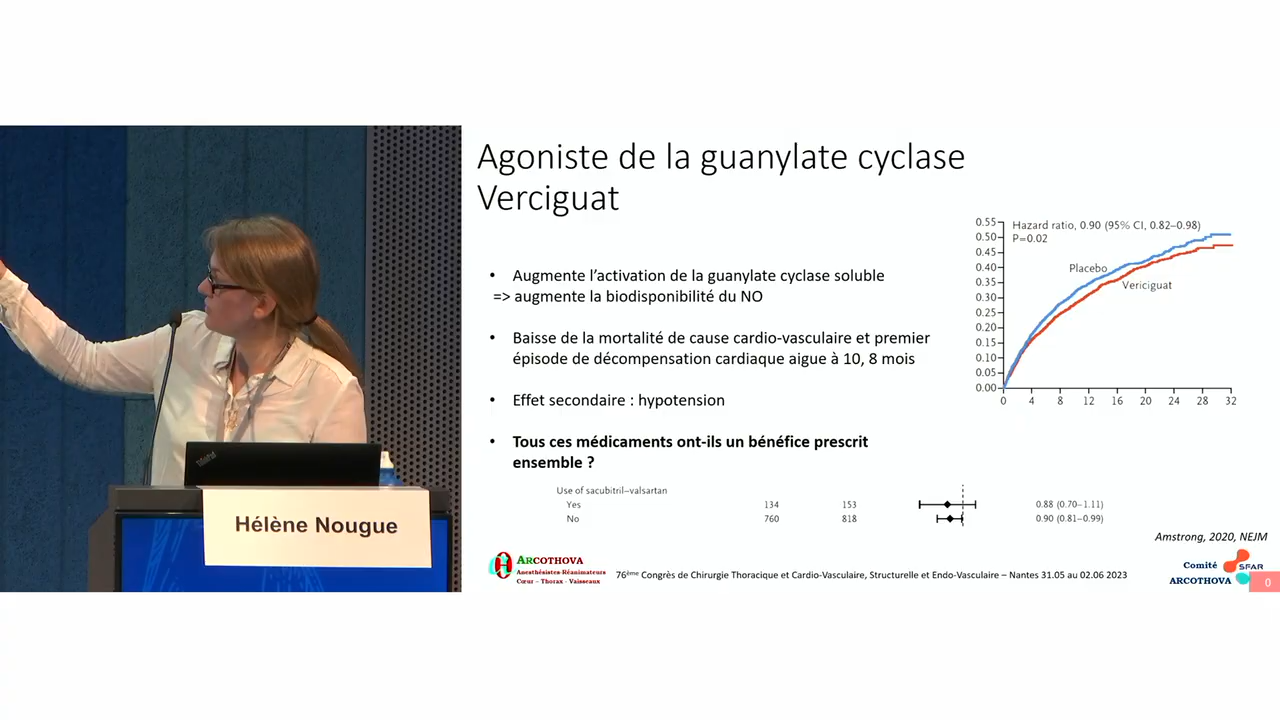 Agoniste de la guanylate cyclase
Verciguat
• Augmente l'activation de la guanylate cyclase soluble
=> augmente la biodisponibilité du NO
• Baisse de la mortalité de cause cardio-vasculaire et premier
épisode de décompensation cardiaque aigue à 10, 8 mois
• Effet secondaire : hypotension
• Tous ces médicaments ont-ils un bénéfice prescrit
ensemble ?
Hazard ratio, 0.90 (95% CI, 0.82–0.98)
P=0.02
Placebo
Vericiguat
0.55
0.50
0.45
0.40
0.35
0.30
0.25
0.20
0.15
0.10
0.05
0.00
0 4 8 12 16 20 24 28 32
Use of sacubitril–valsartan
Yes 134 153 0.88 (0.70–1.11)
No 760 818 0.90 (0.81–0.99)
Amstrong, 2020, NEJM
ARCOTHOVA
Anesthésistes-Réanimateurs
Cœur – Thorax - Vaisseaux
76ème Congrès de Chirurgie Thoracique et Cardio-Vasculaire, Structurelle et Endo-Vasculaire – Nantes 31.05 au 02.06 2023
Comité
SFAR
ARCOTHOVA
0
Hélène Nougue